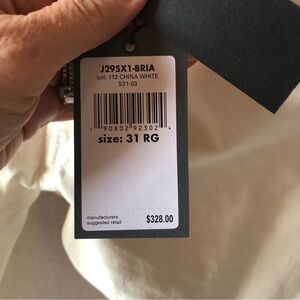 J295X1-BRIA
col: 112 CHINA WHITE
S21-03
1 90802 92302 4
size: 31 RG
manufacturers
suggested retail
$328.00